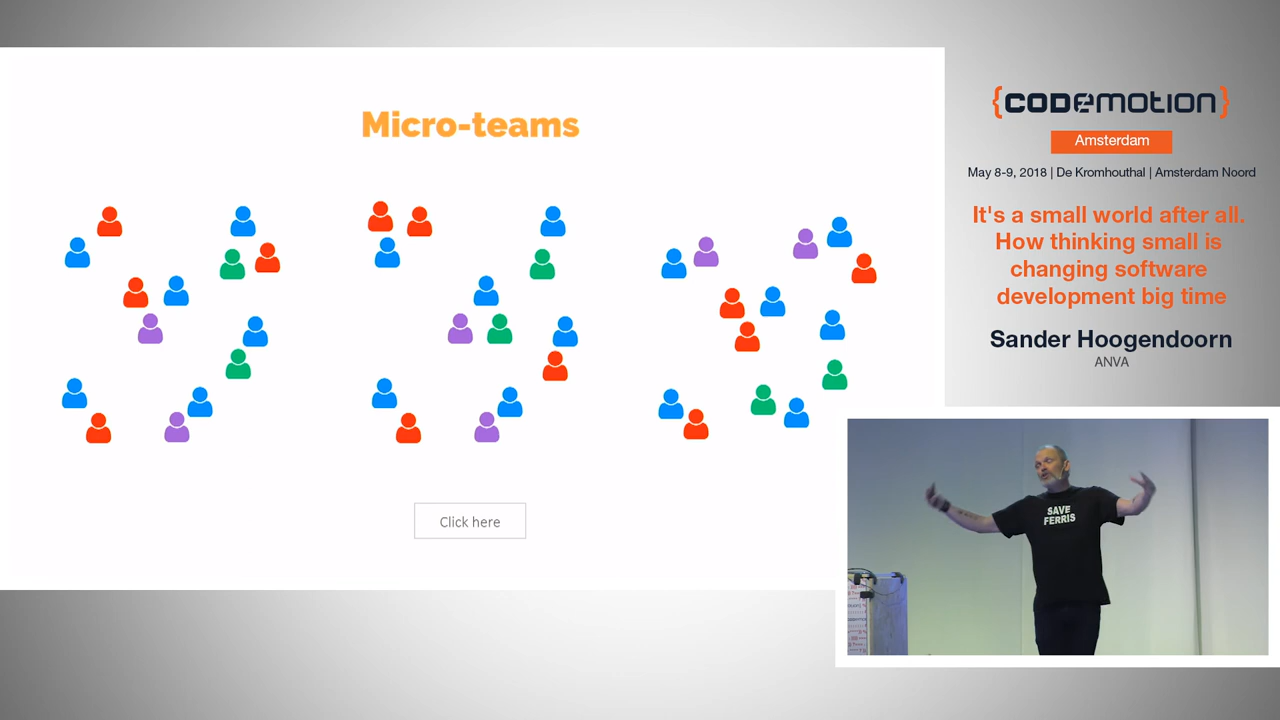 Micro-teams
Click here
{CODEMOTION}
Amsterdam
May 8-9, 2018 | De Kromhouthal | Amsterdam Noord
It's a small world after all.
How thinking small is
changing software
development big time
Sander Hoogendoorn
ANVA
SAVE
FERRIS